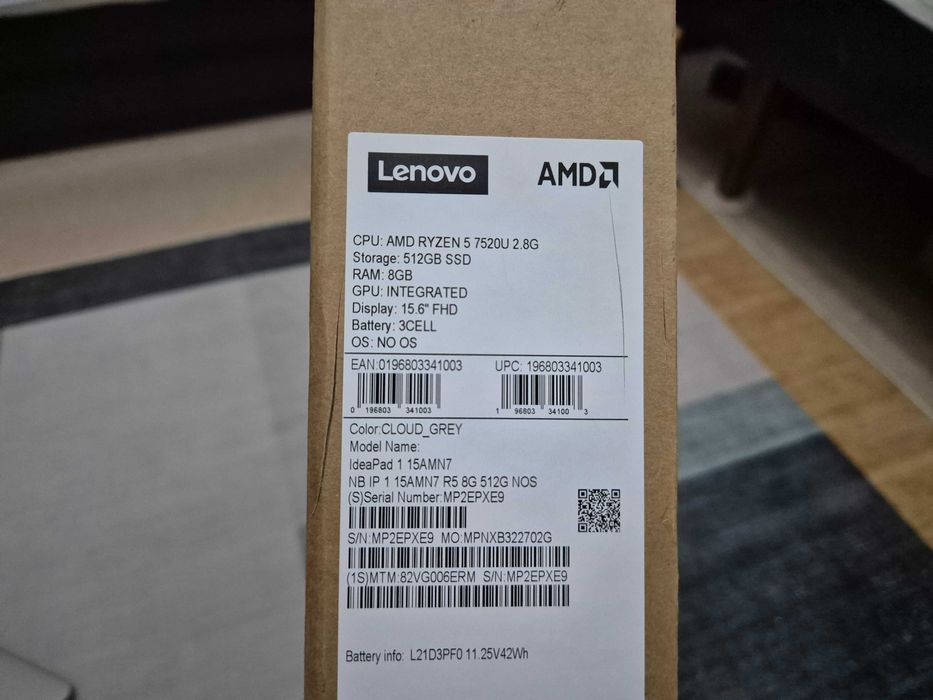 Lenovo AMD
CPU: AMD RYZEN 5 7520U 2.8G
Storage: 512GB SSD
RAM: 8GB
GPU: INTEGRATED
Display: 15.6" FHD
Battery: 3CELL
OS: NO OS
EAN:0196803341003 UPC: 196803341003
0 196803 341003 1 96803 34100 3
Color:CLOUD_GREY
Model Name:
IdeaPad 1 15AMN7
NB IP 1 15AMN7 R5 8G 512G NOS
(S)Serial Number:MP2EPXE9
S/N:MP2EPXE9 MO:MPNXB322702G
(1S)MTM:82VG006ERM S/N:MP2EPXE9
Battery info: L21D3PF0 11.25V42Wh